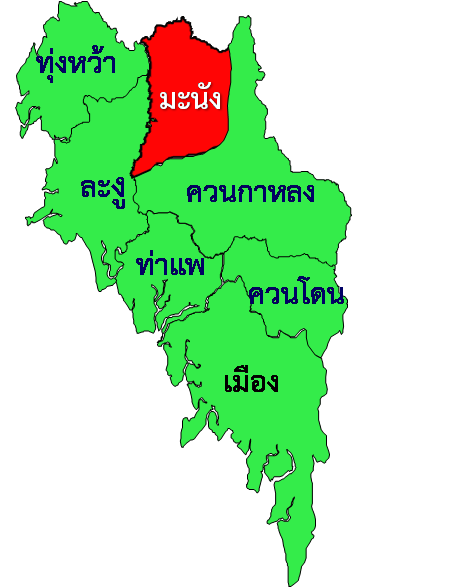 ทุ่งหว้า
มะนัง
ละงู
ควนกาหลง
ท่าแพ
ควนโดน
เมือง